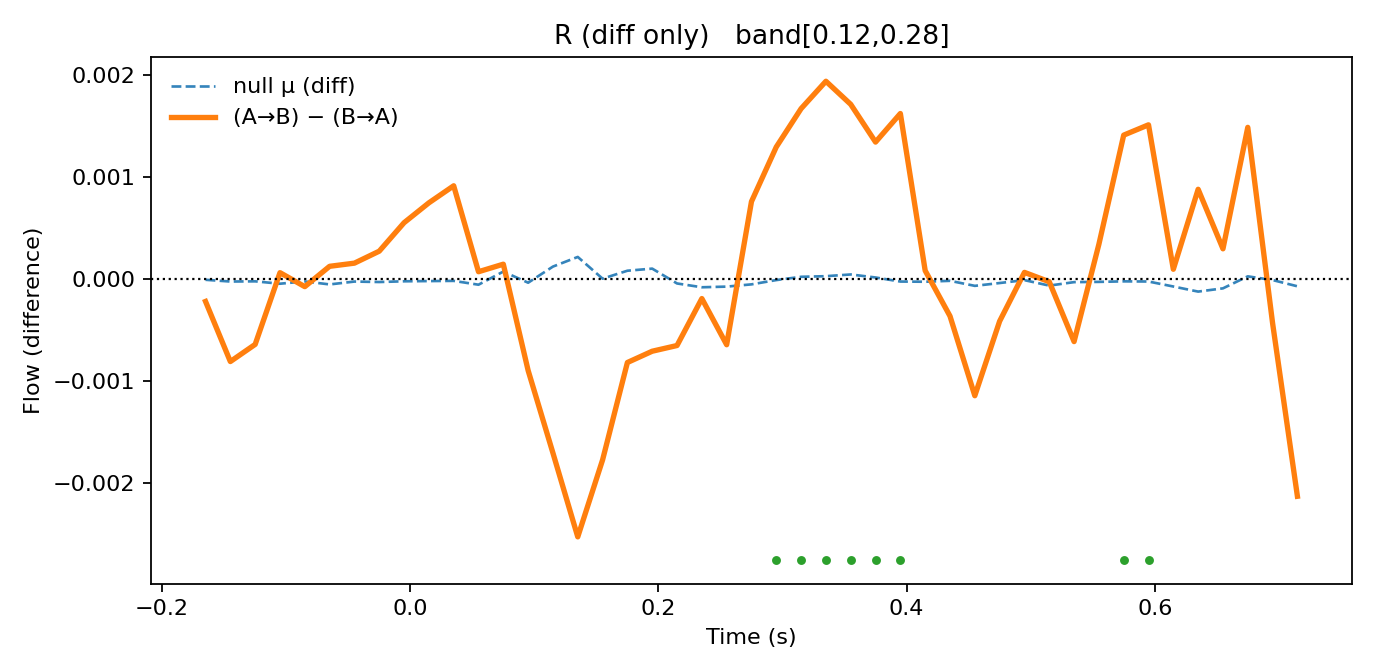 R (diff only)   band[0.12,0.28]
null μ (diff)
(A→B) − (B→A)
Flow (difference)
0.002
0.001
0.000
−0.001
−0.002
−0.2
0.0
0.2
0.4
0.6
Time (s)